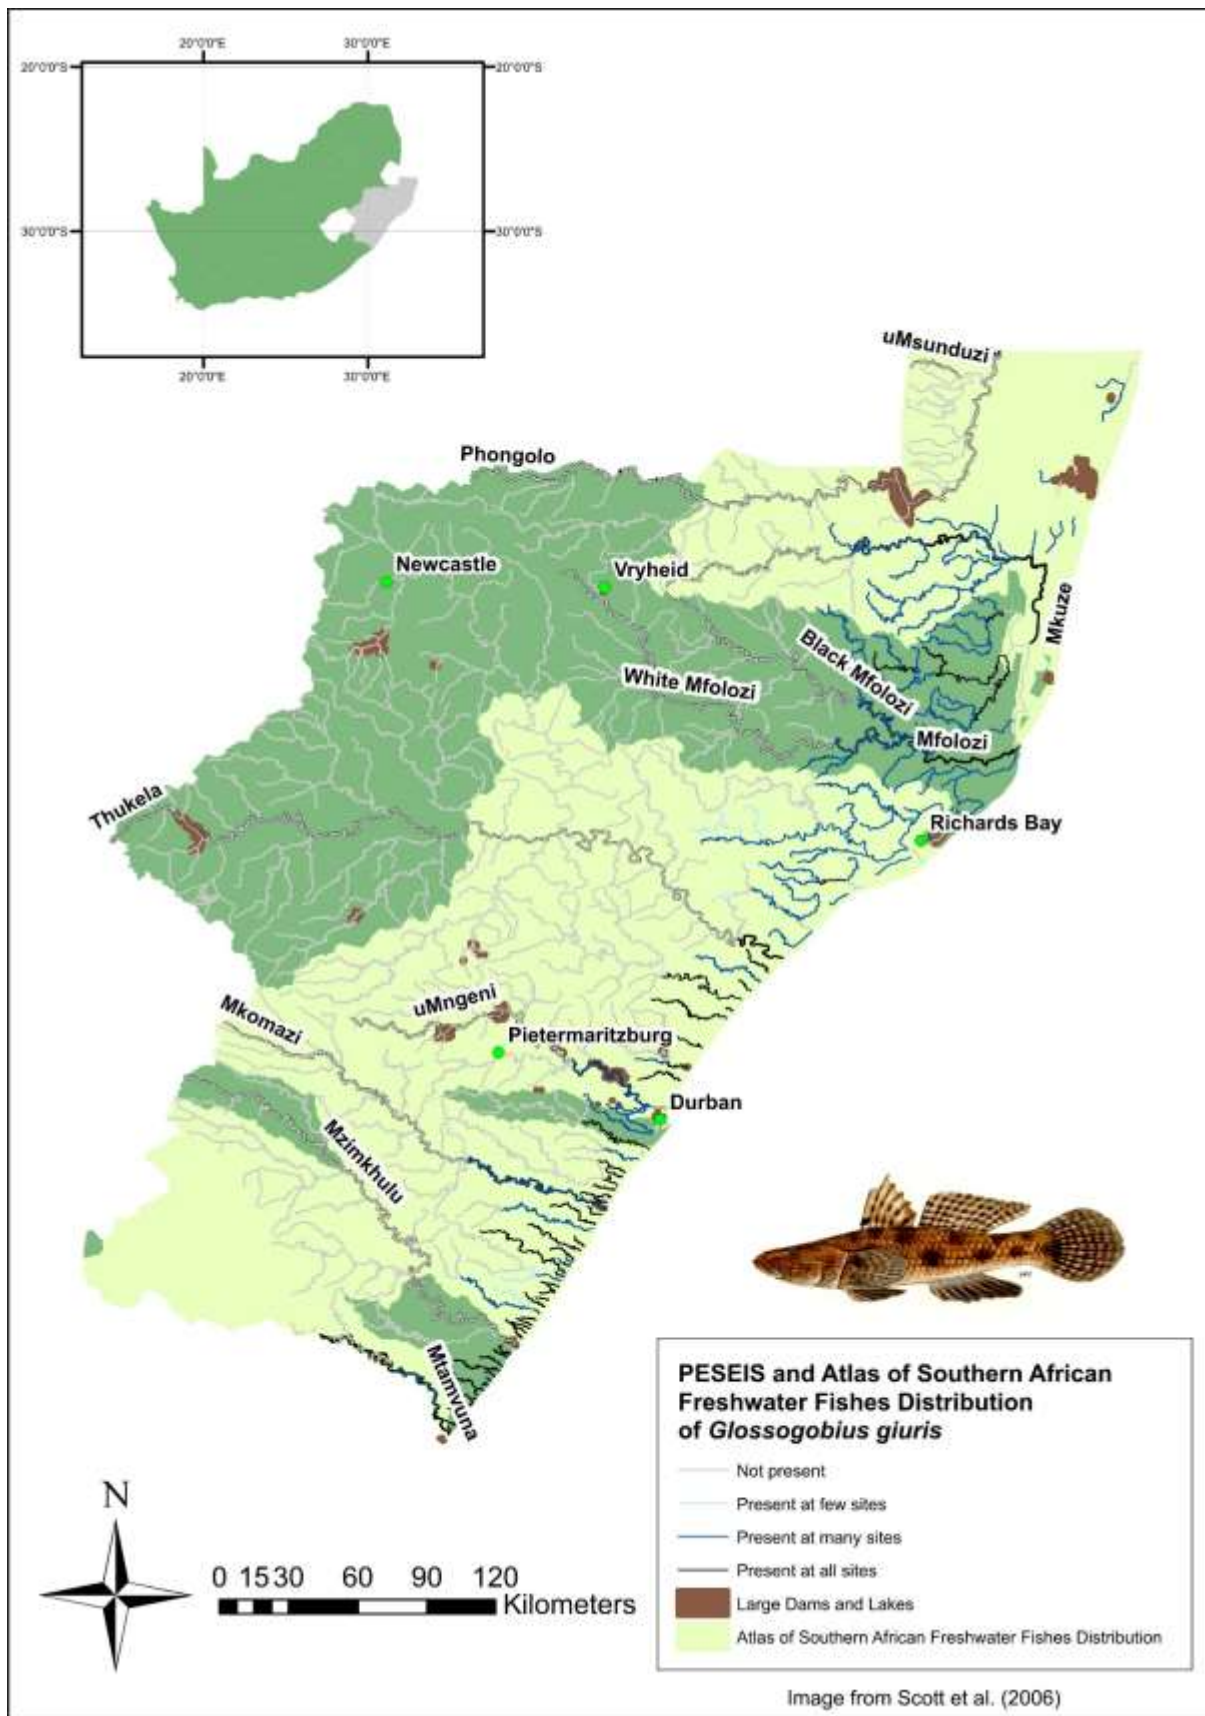 20°0'0"E 30°0'0"E
20°0'0"S 20°0'0"S
30°0'0"S 30°0'0"S
20°0'0"E 30°0'0"E
uMsunduzi
Phongolo
Newcastle
Vryheid
Mkuze
Black Mfolozi
White Mfolozi
Mfolozi
Thukela
Richards Bay
uMngeni
Mkomazi
Pietermaritzburg
Durban
Mzimkhulu
Mtamvuna
PESEIS and Atlas of Southern African
Freshwater Fishes Distribution
of Glossogobius giuris
Not present
Present at few sites
Present at many sites
Present at all sites
Large Dams and Lakes
Atlas of Southern African Freshwater Fishes Distribution
N
0 15 30 60 90 120
Kilometers
Image from Scott et al. (2006)